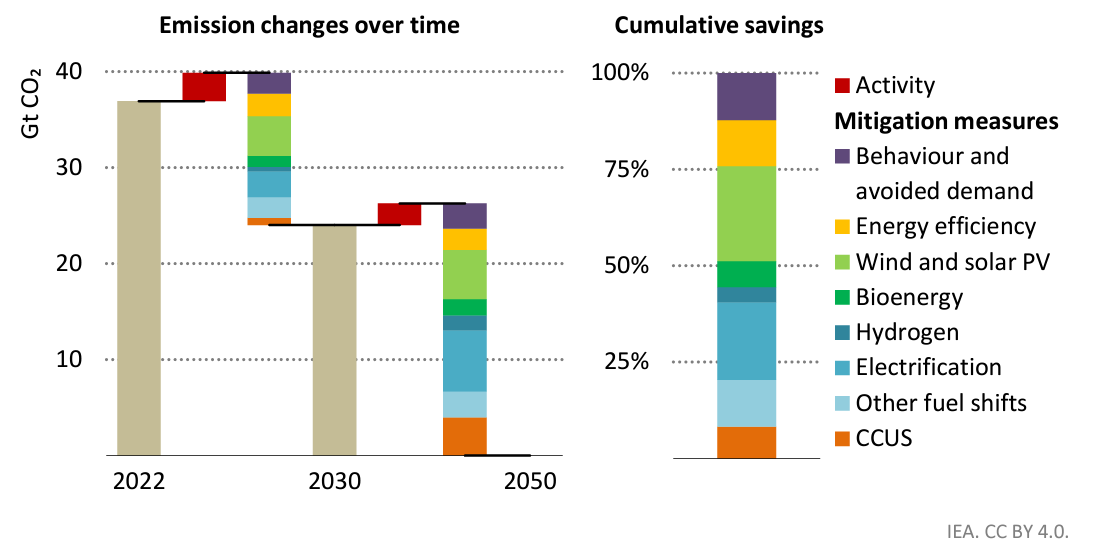 Emission changes over time
Gt CO₂
40
30
20
10
2022
2030
2050
Cumulative savings
100%
75%
50%
25%
Activity
Mitigation measures
Behaviour and
avoided demand
Energy efficiency
Wind and solar PV
Bioenergy
Hydrogen
Electrification
Other fuel shifts
CCUS
IEA. CC BY 4.0.